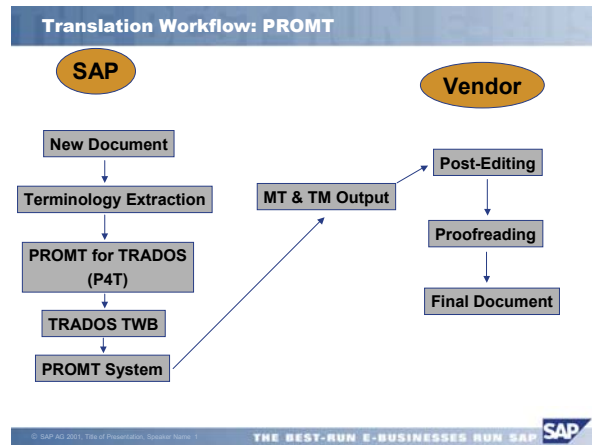 Translation Workflow: PROMT
SAP
Vendor
New Document
Terminology Extraction
PROMT for TRADOS
(P4T)
TRADOS TWB
PROMT System
MT & TM Output
Post-Editing
Proofreading
Final Document
© SAP AG 2001, Title of Presentation, Speaker Name 1
THE BEST-RUN E-BUSINESSES RUN SAP
SAP